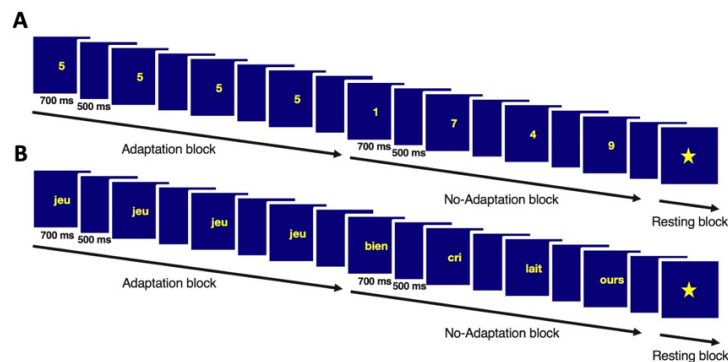 A
5
5
5
5
1
7
4
9
700 ms
500 ms
700 ms
500 ms
Adaptation block
No-Adaptation block
Resting block
B
jeu
jeu
jeu
jeu
bien
cri
lait
ours
700 ms
500 ms
700 ms
500 ms
Adaptation block
No-Adaptation block
Resting block